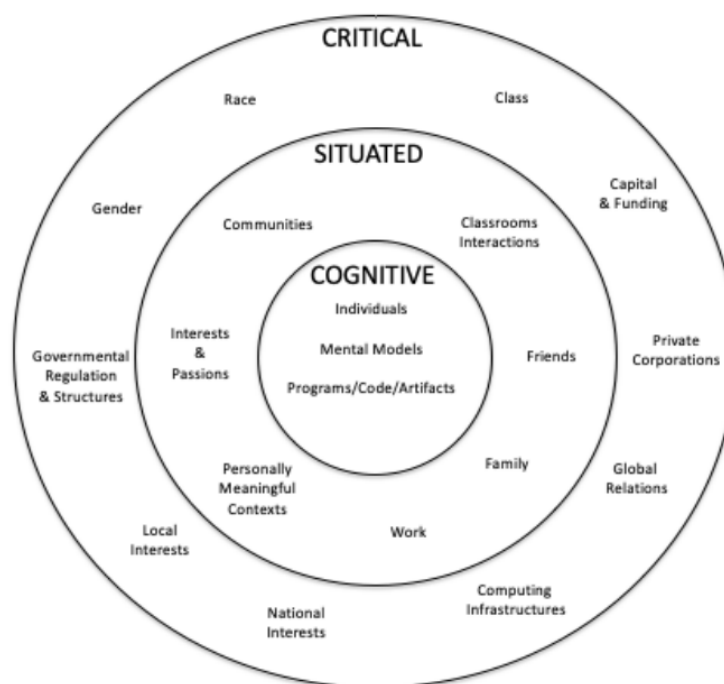 CRITICAL
Race
Class
SITUATED
Capital
& Funding
Gender
Communities
Classrooms
Interactions
COGNITIVE
Individuals
Interests
&
Passions
Mental Models
Friends
Private
Corporations
Governmental
Regulation
& Structures
Programs/Code/Artifacts
Personally
Meaningful
Contexts
Family
Global
Relations
Local
Interests
Work
Computing
Infrastructures
National
Interests